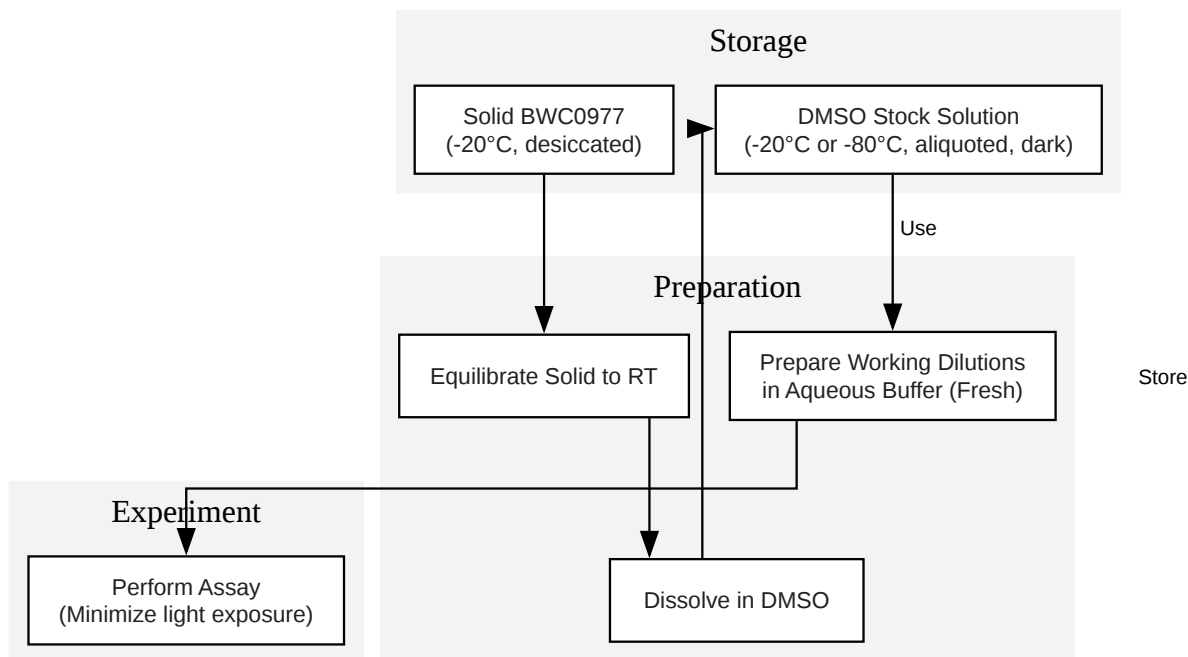 Storage
Solid BWC0977
(-20°C, desiccated)
DMSO Stock Solution
(-20°C or -80°C, aliquoted, dark)
Use
Preparation
Equilibrate Solid to RT
Prepare Working Dilutions
in Aqueous Buffer (Fresh)
Store
Experiment
Perform Assay
(Minimize light exposure)
Dissolve in DMSO